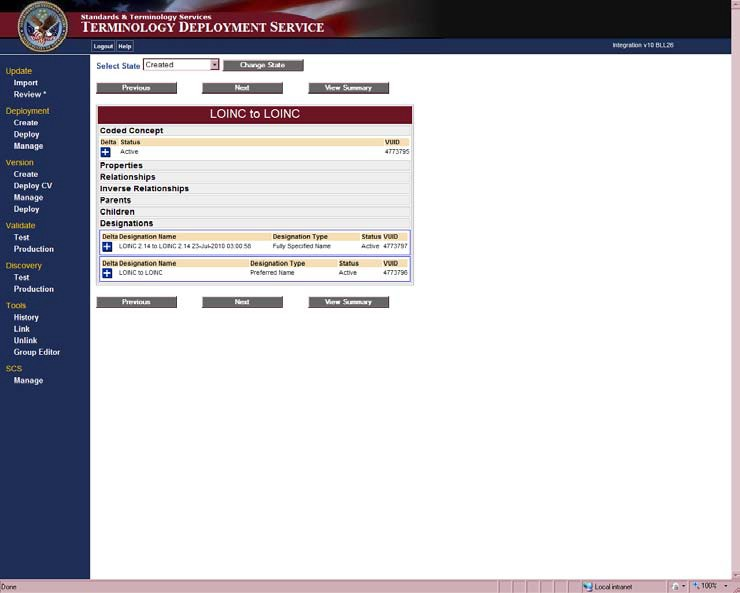 Standards & Terminology Services
TERMINOLOGY DEPLOYMENT SERVICE
Logout Help
Integration v10 BLL26
Update
Import
Review *
Deployment
Create
Deploy
Manage
Version
Create
Deploy CV
Manage
Deploy
Validate
Test
Production
Discovery
Test
Production
Tools
History
Link
Unlink
Group Editor
SCS
Manage
Select State Created Change State
Previous Next View Summary
LOINC to LOINC
Coded Concept
Delta Status VUID
Active 4773795
Properties
Relationships
Inverse Relationships
Parents
Children
Designations
Delta Designation Name Designation Type Status VUID
LOINC 2.14 to LOINC 2.14 23-Jul-2010 03:00:58 Fully Specified Name Active 4773797
Delta Designation Name Designation Type Status VUID
LOINC to LOINC Preferred Name Active 4773796
Previous Next View Summary
Done
Local intranet
100%